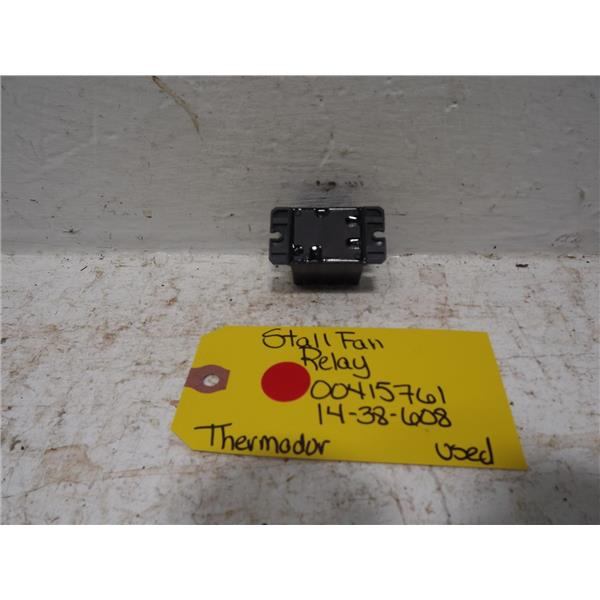 Stall Fan
Relay
00415761
14-38-608
Thermador used